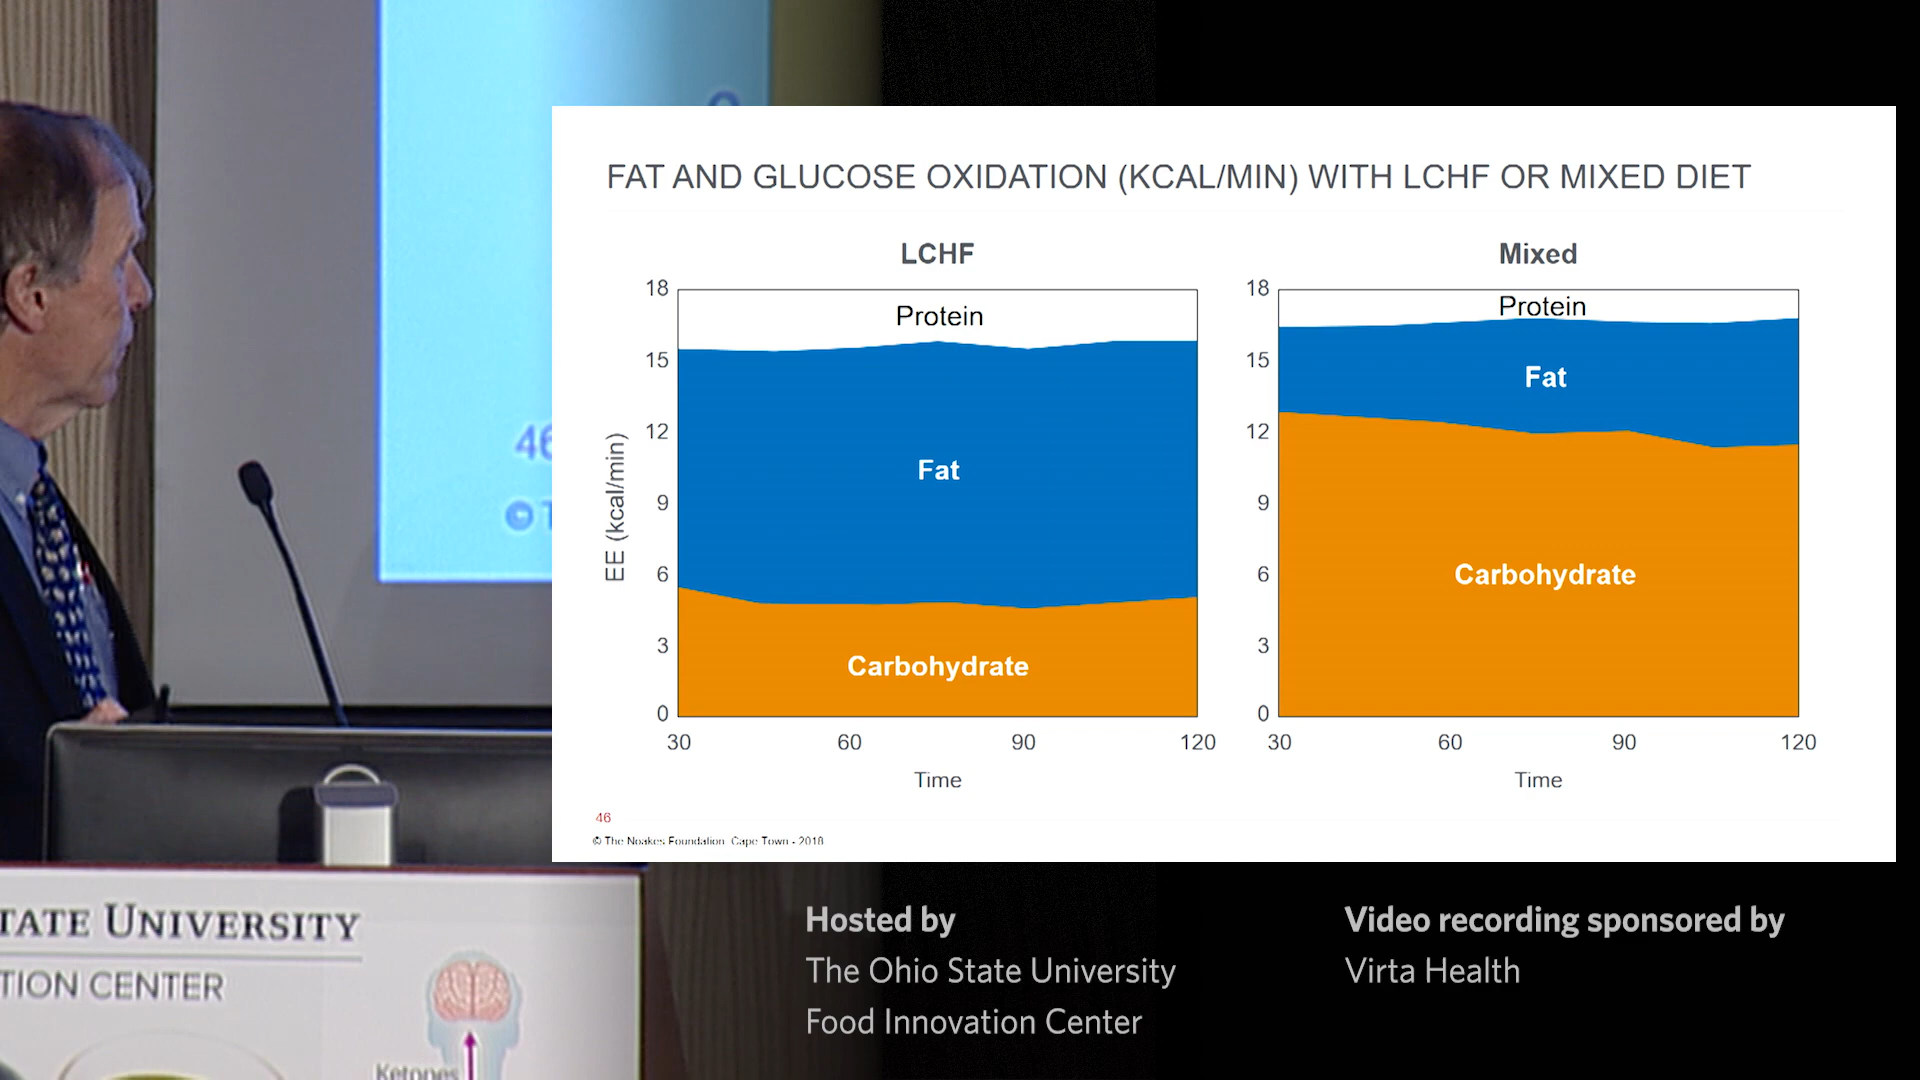 46
FAT AND GLUCOSE OXIDATION (KCAL/MIN) WITH LCHF OR MIXED DIET
LCHF
Mixed
18
15
12
9
6
3
0
EE (kcal/min)
Protein
Fat
Carbohydrate
30 60 90 120
Time
18
15
12
9
6
3
0
Protein
Fat
Carbohydrate
30 60 90 120
Time
46
© The Noakes Foundation Cape Town - 2018
TATE UNIVERSITY
TION CENTER
Ketones
Hosted by
The Ohio State University
Food Innovation Center
Video recording sponsored by
Virta Health